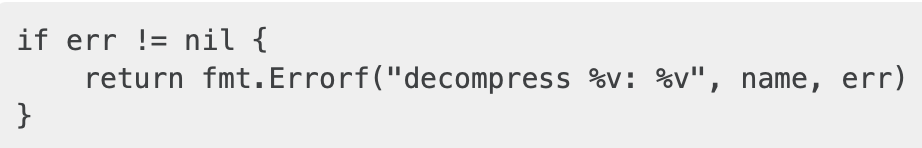 if err != nil {
    return fmt.Errorf("decompress %v: %v", name, err)
}